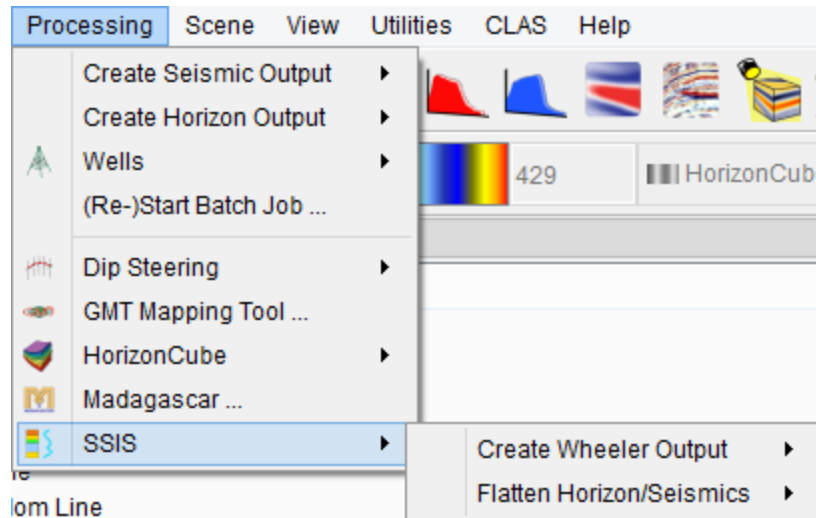 Processing Scene View Utilities CLAS Help
Create Seismic Output
Create Horizon Output
Wells
429 HorizonCub
(Re-)Start Batch Job ...
Dip Steering
GMT Mapping Tool ...
HorizonCube
Madagascar ...
SSIS
Create Wheeler Output
Flatten Horizon/Seismics
om Line